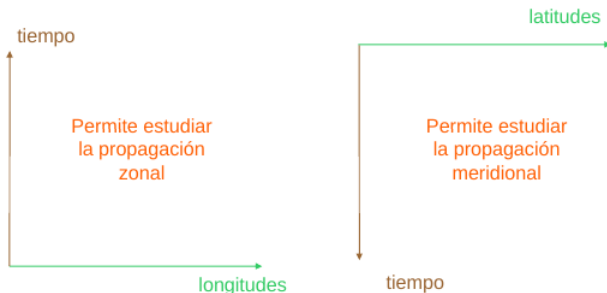 tiempo
Permite estudiar
la propagación
zonal
longitudes
latitudes
Permite estudiar
la propagación
meridional
tiempo